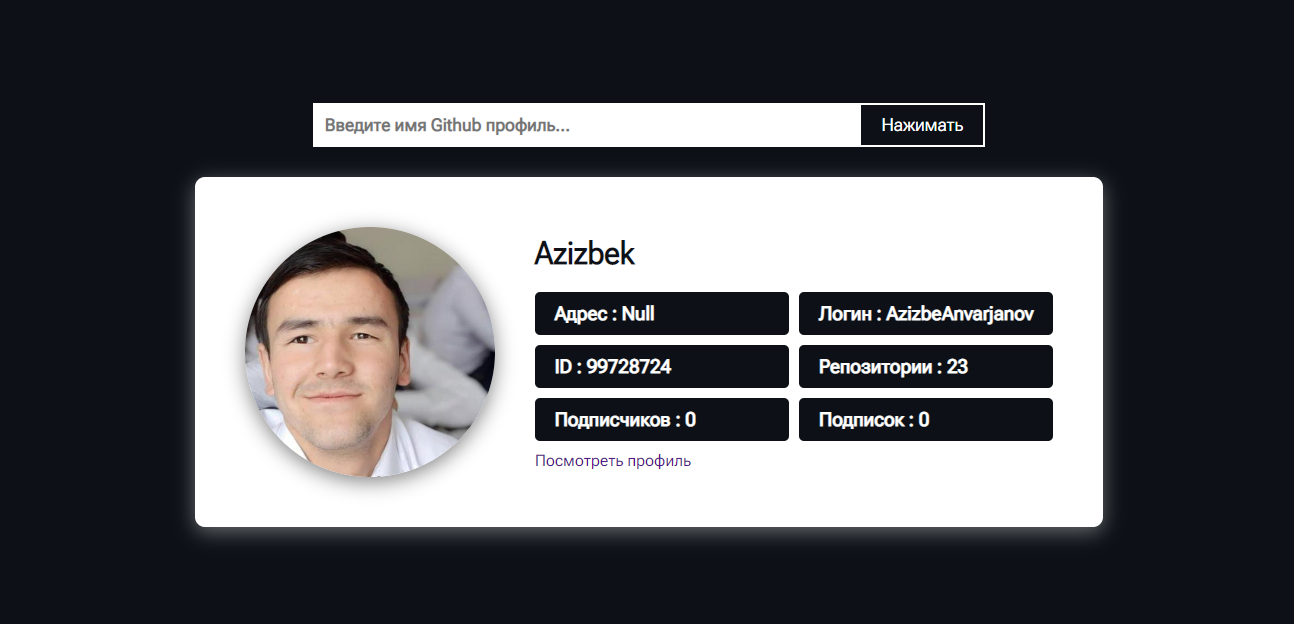 Введите имя Github профиль...
Нажимать
Azizbek
Адрес : Null
Логин : AzizbeAnvarjanov
ID : 99728724
Репозитории : 23
Подписчиков : 0
Подписок : 0
Посмотреть профиль